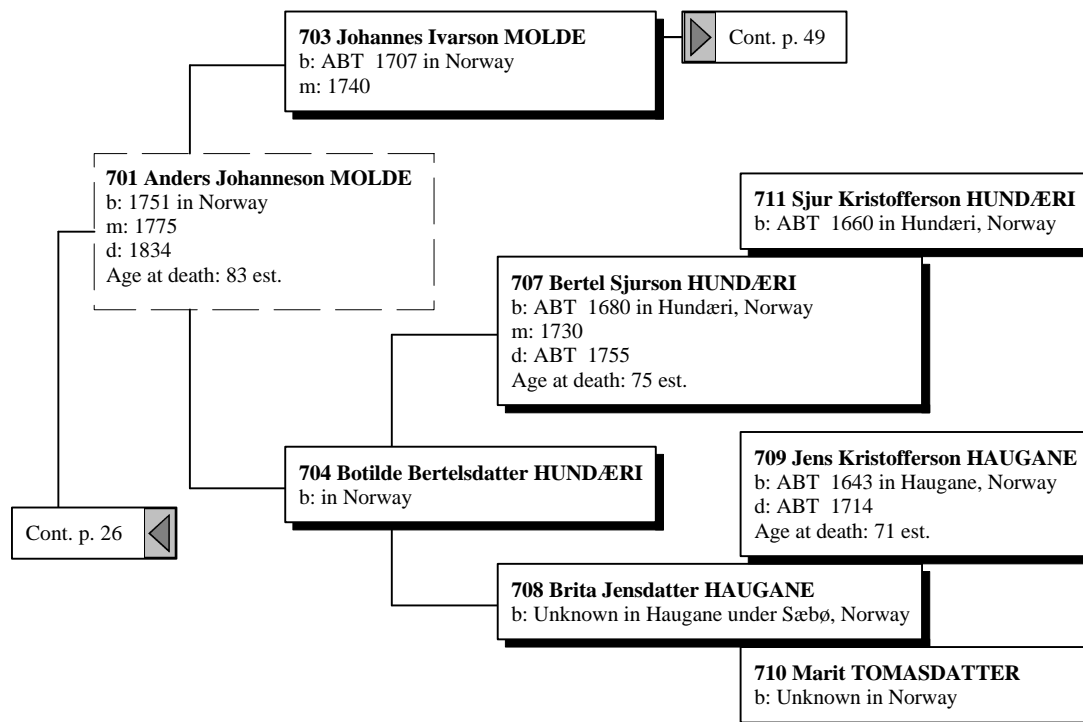 703 Johannes Ivarson MOLDE
b: ABT 1707 in Norway
m: 1740
Cont. p. 49
701 Anders Johanneson MOLDE
b: 1751 in Norway
m: 1775
d: 1834
Age at death: 83 est.
711 Sjur Kristofferson HUNDÆRI
b: ABT 1660 in Hundæri, Norway
707 Bertel Sjurson HUNDÆRI
b: ABT 1680 in Hundæri, Norway
m: 1730
d: ABT 1755
Age at death: 75 est.
704 Botilde Bertelsdatter HUNDÆRI
b: in Norway
709 Jens Kristofferson HAUGANE
b: ABT 1643 in Haugane, Norway
d: ABT 1714
Age at death: 71 est.
Cont. p. 26
708 Brita Jensdatter HAUGANE
b: Unknown in Haugane under Sæbø, Norway
710 Marit TOMASDATTER
b: Unknown in Norway